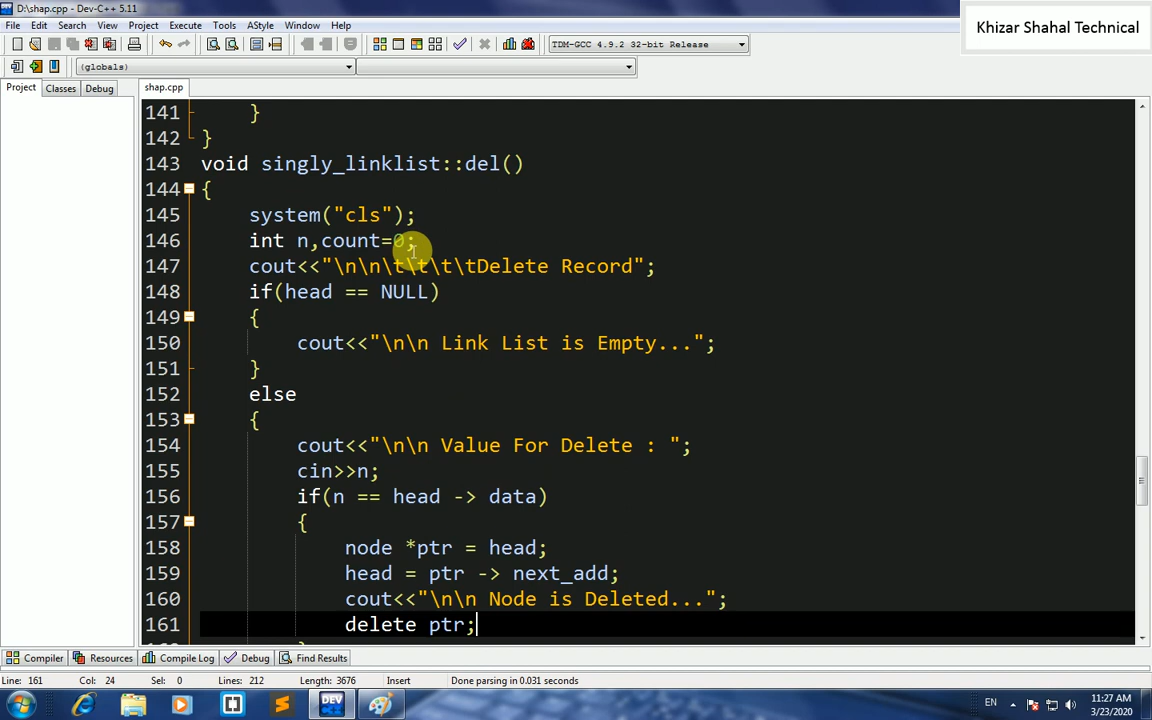 D:\shap.cpp - Dev-C++ 5.11
Khizar Shahal Technical
File Edit Search View Project Execute Tools AStyle Window Help
TDM-GCC 4.9.2 32-bit Release
(globals)
Project Classes Debug shap.cpp
141 }
142 }
143 void singly_linklist::del()
144 {
145 system("cls");
146 int n,count=0;
147 cout<<"\n\n\t\t\t\tDelete Record";
148 if(head == NULL)
149 {
150 cout<<"\n\n Link List is Empty...";
151 }
152 else
153 {
154 cout<<"\n\n Value For Delete : ";
155 cin>>n;
156 if(n == head -> data)
157 {
158 node *ptr = head;
159 head = ptr -> next_add;
160 cout<<"\n\n Node is Deleted...";
161 delete ptr;
Compiler Resources Compile Log Debug Find Results
Line: 161 Col: 24 Sel: 0 Lines: 212 Length: 3676 Insert Done parsing in 0.031 seconds
DEV
EN
11:27 AM
3/23/2020